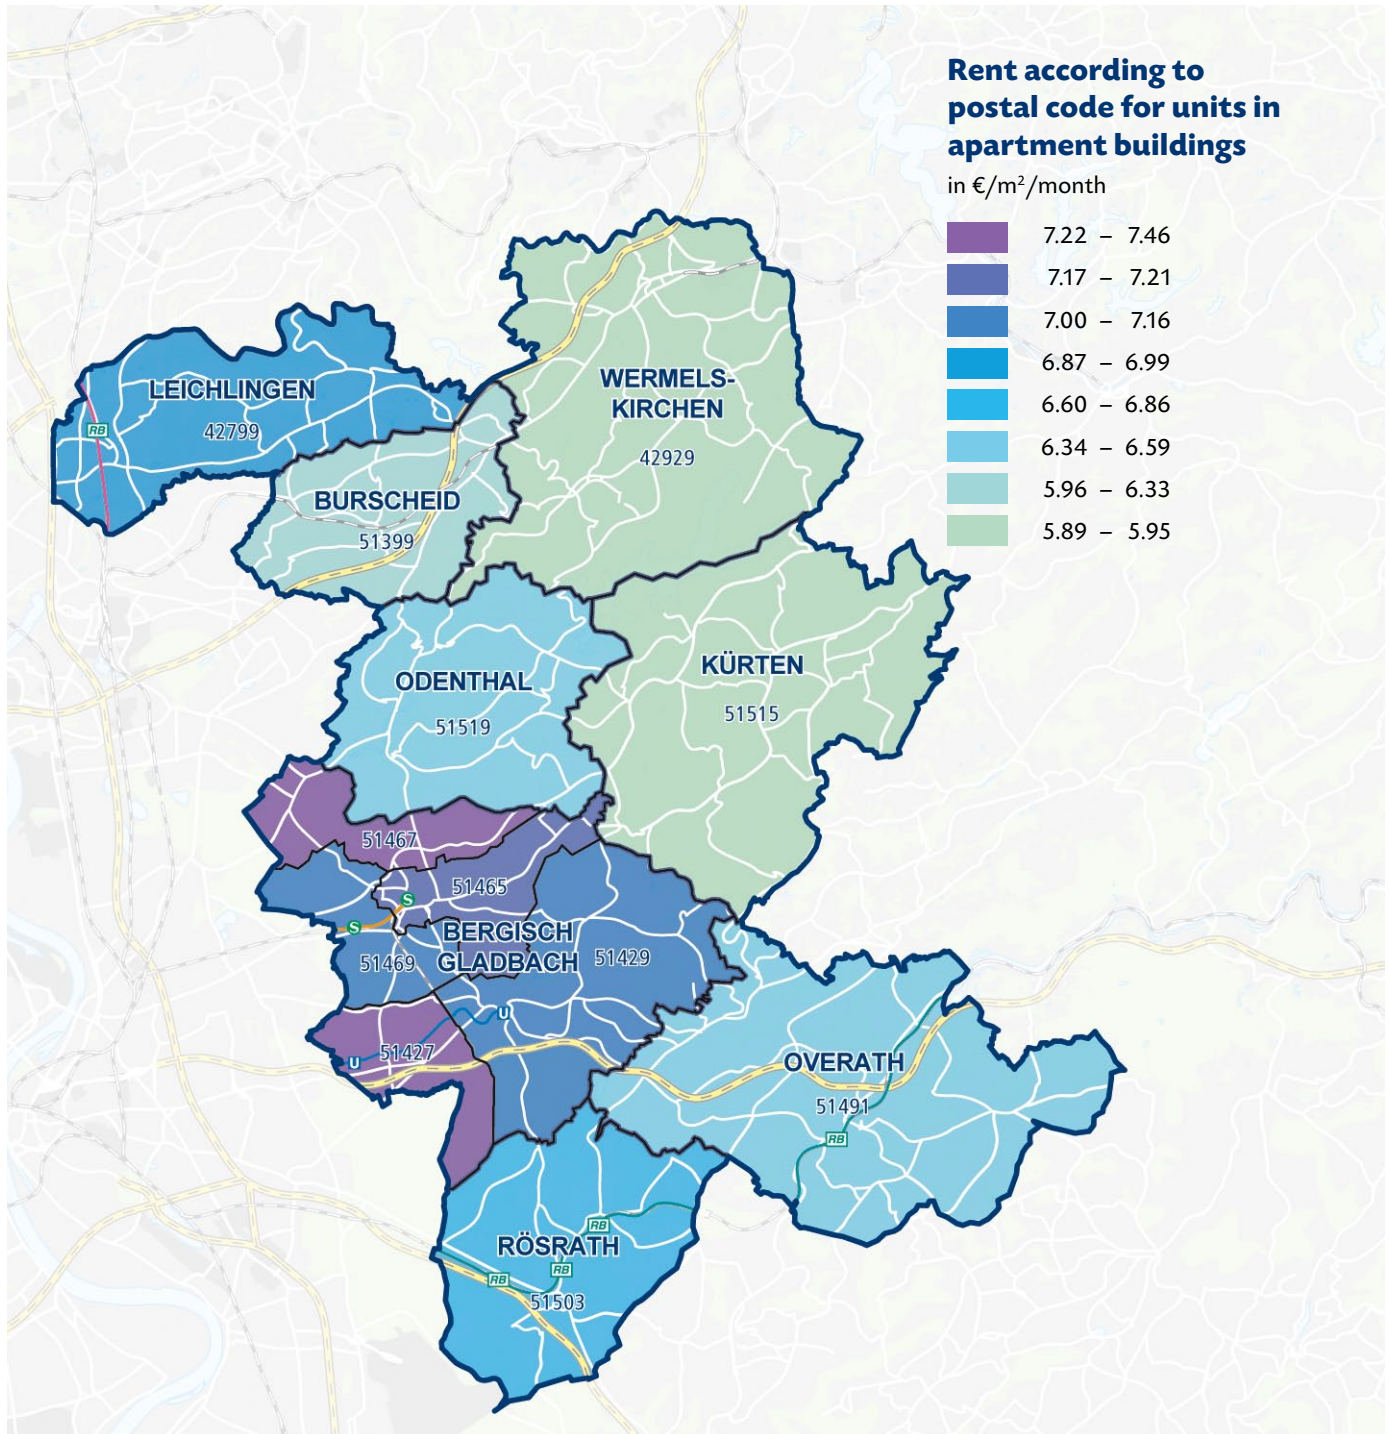 Rent according to
postal code for units in
apartment buildings
in €/m²/month
7.22 – 7.46
7.17 – 7.21
7.00 – 7.16
6.87 – 6.99
6.60 – 6.86
6.34 – 6.59
5.96 – 6.33
5.89 – 5.95
WERMELS-
KIRCHEN
42929
LEICHLINGEN
42799
RB
BURSCHEID
51399
KÜRTEN
51515
ODENTHAL
51519
51467
51465
S
S
BERGISCH
GLADBACH
51469
51429
U
U
51427
OVERATH
51491
RB
RÖSRATH
RB
RB
RB
51503